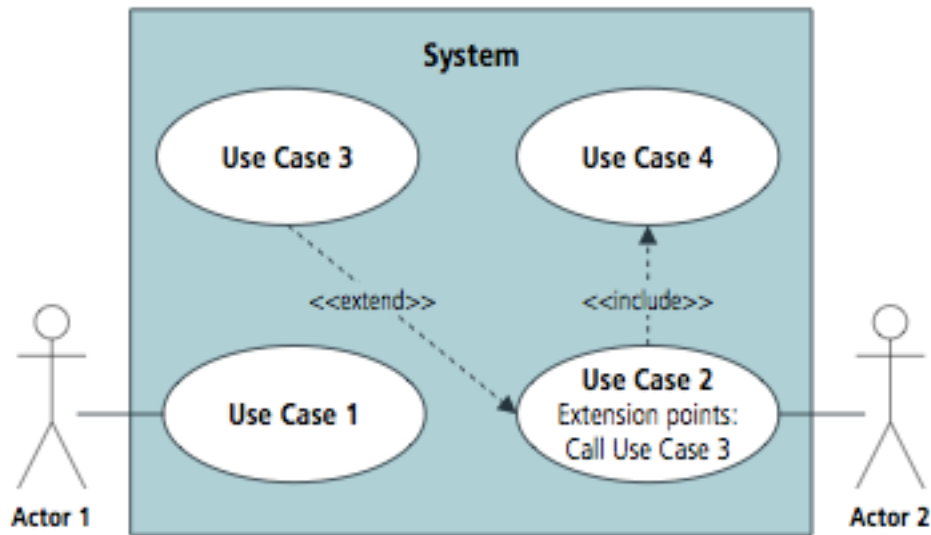 System
Use Case 3
Use Case 4
<<extend>>
<<include>>
Use Case 1
Use Case 2
Extension points:
Call Use Case 3
Actor 1
Actor 2